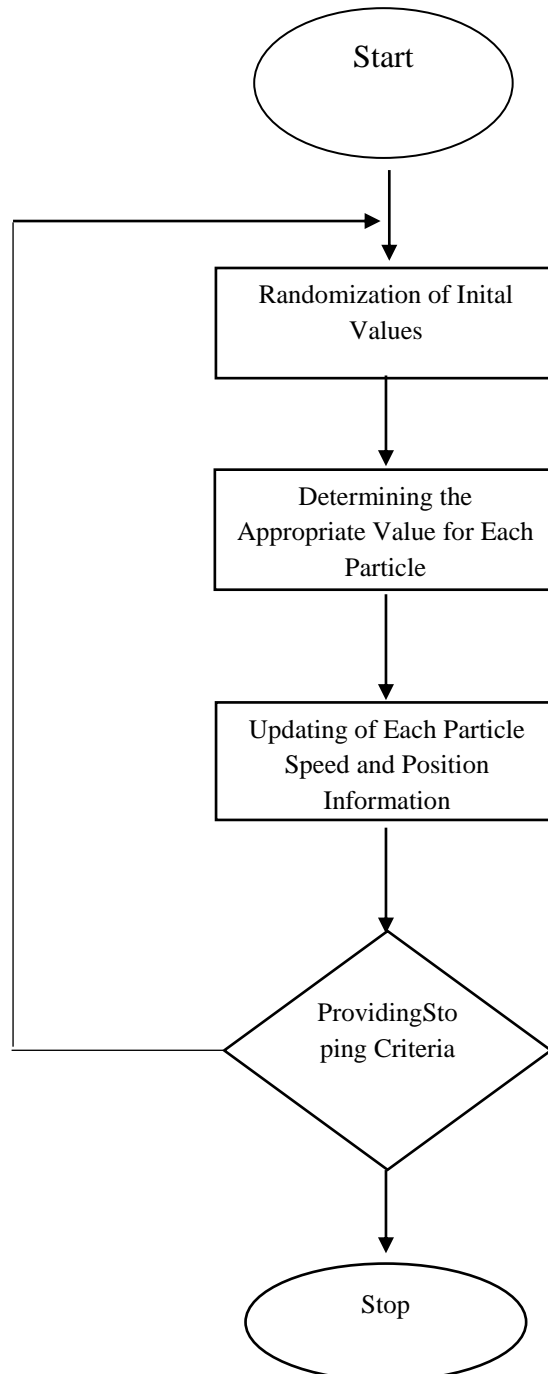 Start
Randomization of Inital
Values
Determining the
Appropriate Value for Each
Particle
Updating of Each Particle
Speed and Position
Information
ProvidingSto
ping Criteria
Stop